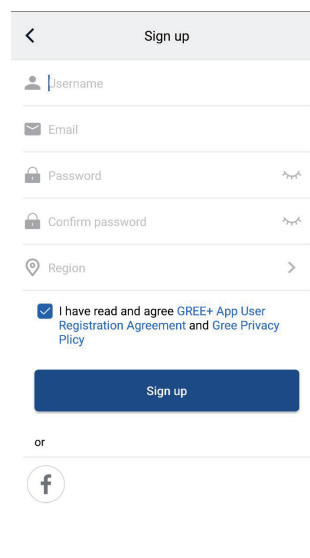 Sign up
Username
Email
Password
Confirm password
Region
I have read and agree GREE+ App User
Registration Agreement and Gree Privacy
Plicy
Sign up
or
f